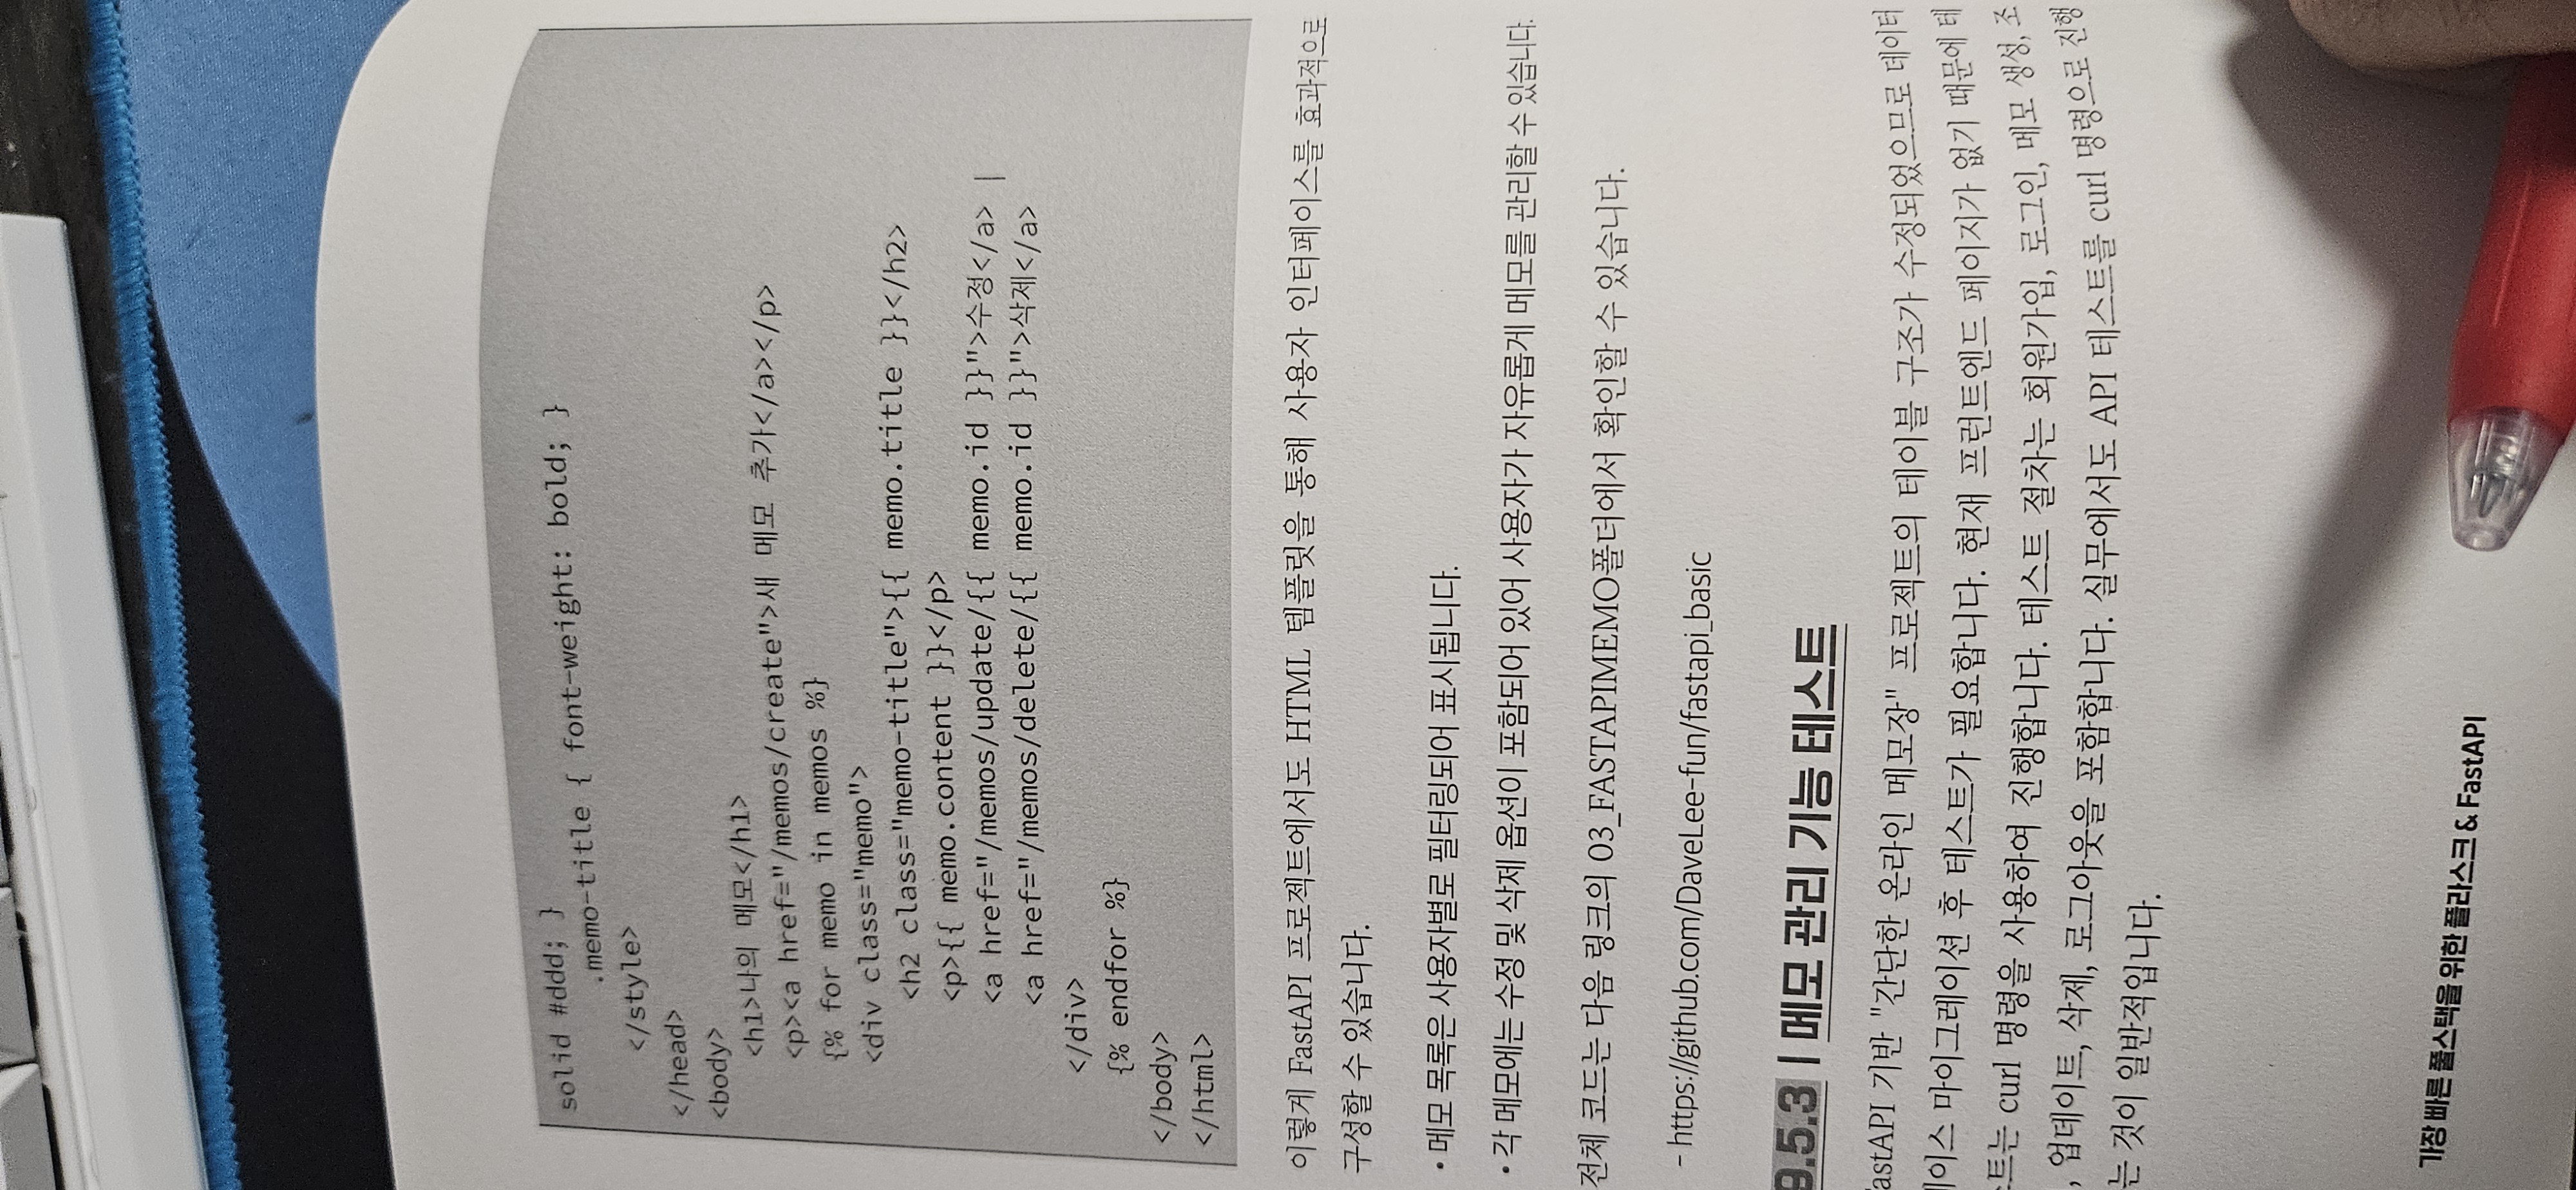 solid #ddd; }
.memo-title { font-weight: bold; }
</style>
</head>
<body>
<h1>나의 메모</h1>
<p><a href="/memos/create">새 메모 추가</a></p>
{% for memo in memos %}
<div class="memo">
<h2 class="memo-title">{{ memo.title }}</h2>
<p>{{ memo.content }}</p>
<a href="/memos/update/{{ memo.id }}">수정</a> |
<a href="/memos/delete/{{ memo.id }}">삭제</a>
</div>
{% endfor %}
</body>
</html>
이렇게 FastAPI 프로젝트에서도 HTML 템플릿을 통해 사용자 인터페이스를 효과적으로
구성할 수 있습니다.
• 메모 목록은 사용자별로 필터링되어 표시됩니다.
• 각 메모에는 수정 및 삭제 옵션이 포함되어 있어 사용자가 자유롭게 메모를 관리할 수 있습니다.
전체 코드는 다음 링크의 03_FASTAPIMEMO폴더에서 확인할 수 있습니다.
- https://github.com/DaveLee-fun/fastapi_basic
9.5.3 | 메모 관리 기능 테스트
astAPI 기반 "간단한 온라인 메모장" 프로젝트의 테이블 구조가 수정되었으므로 데이터
이스 마이그레이션 후 테스트가 필요합니다. 현재 프런트엔드 페이지가 없기 때문에 테
트는 curl 명령을 사용하여 진행합니다. 테스트 절차는 회원가입, 로그인, 메모 생성, 조
, 업데이트, 삭제, 로그아웃을 포함합니다. 실무에서도 API 테스트를 curl 명령으로 진행
는 것이 일반적입니다.
가장 빠른 풀스택을 위한 플라스크 & FastAPI